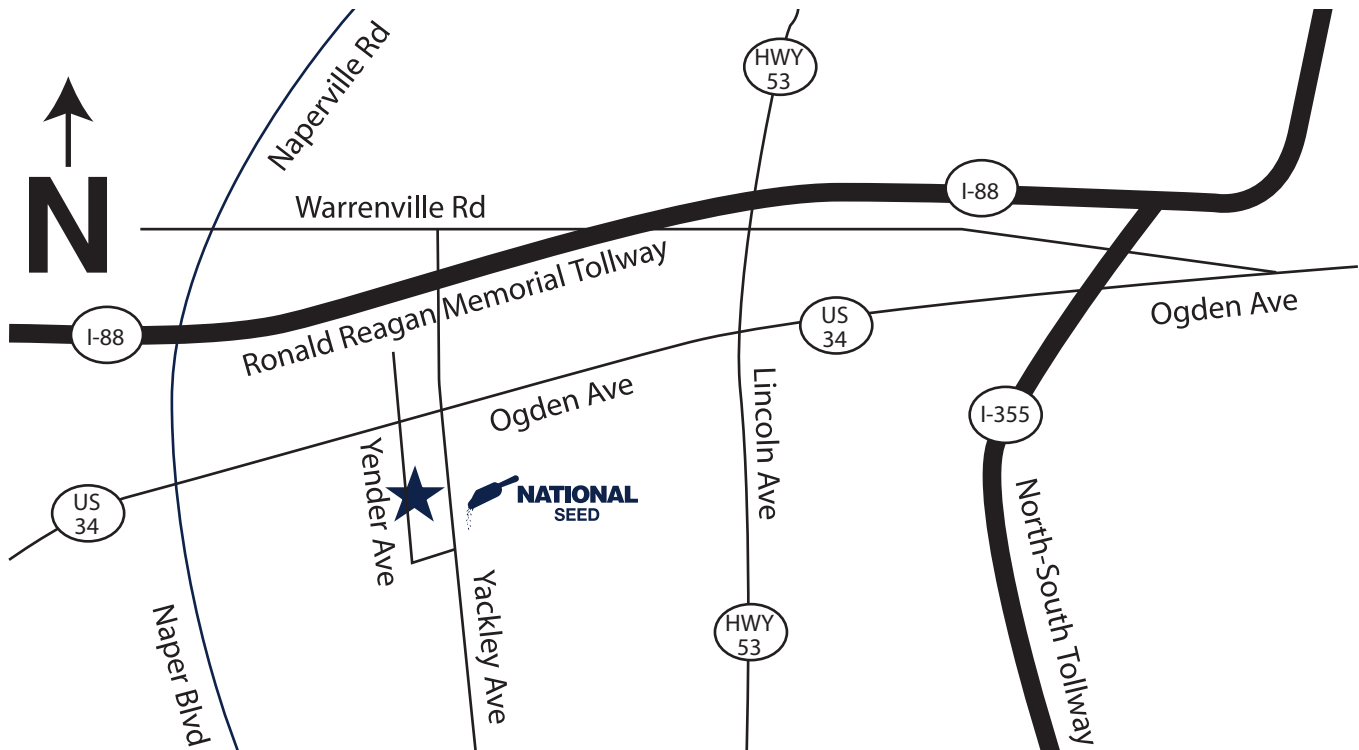 Naperville Rd
HWY
53
N
I-88
Warrenville Rd
Ronald Reagan Memorial Tollway
I-88
US
34
Ogden Ave
Ogden Ave
Lincoln Ave
I-355
Yender Ave
NATIONAL
SEED
US
34
North-South Tollway
Yackley Ave
Naper Blvd
HWY
53